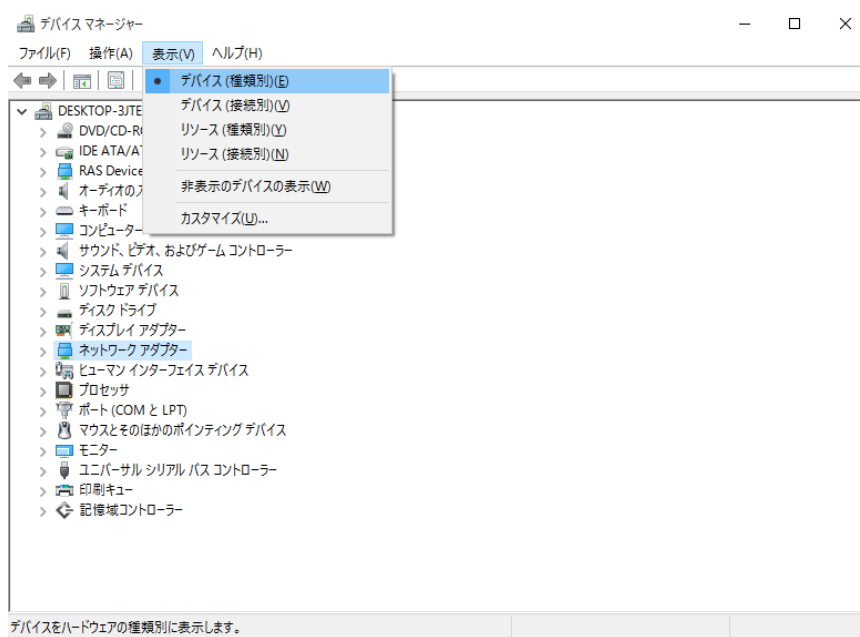 デバイス マネージャー
ファイル(F) 操作(A) 表示(V) ヘルプ(H)
デバイス (種類別)(E)
デバイス (接続別)(V)
リソース (種類別)(Y)
リソース (接続別)(N)
非表示のデバイスの表示(W)
カスタマイズ(U)...
DESKTOP-3JTE
DVD/CD-R
IDE ATA/A
RAS Device
オーディオの
キーボード
コンピューター
サウンド、ビデオ、およびゲーム コントローラー
システム デバイス
ソフトウェア デバイス
ディスク ドライブ
ディスプレイ アダプター
ネットワーク アダプター
ヒューマン インターフェイス デバイス
プロセッサ
ポート (COM と LPT)
マウスとそのほかのポインティング デバイス
モニター
ユニバーサル シリアル バス コントローラー
印刷キュー
記憶域コントローラー
デバイスをハードウェアの種類別に表示します。